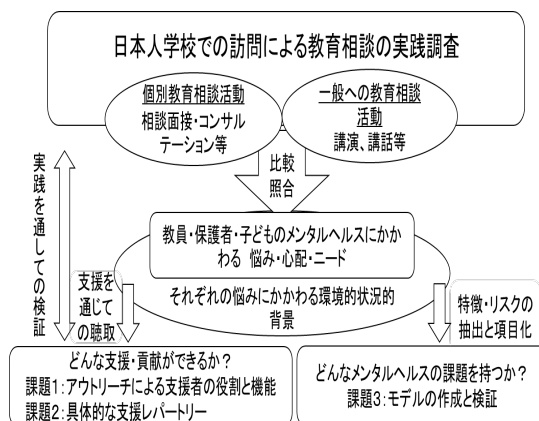 日本人学校での訪問による教育相談の実践調査
個別教育相談活動
相談面接・コンサル
テーション等
一般への教育相談
活動
講演、講話等
比較
照合
実践を通しての検証
教員・保護者・子どものメンタルヘルスにかか
わる 悩み・心配・ニード
それぞれの悩みにかかわる環境的状況的
背景
支援を
通じて
の聴取
特徴・リスクの
抽出と項目化
どんな支援・貢献ができるか?
課題1:アウトリーチによる支援者の役割と機能
課題2:具体的な支援レパートリー
どんなメンタルヘルスの課題を持つか?
課題3:モデルの作成と検証